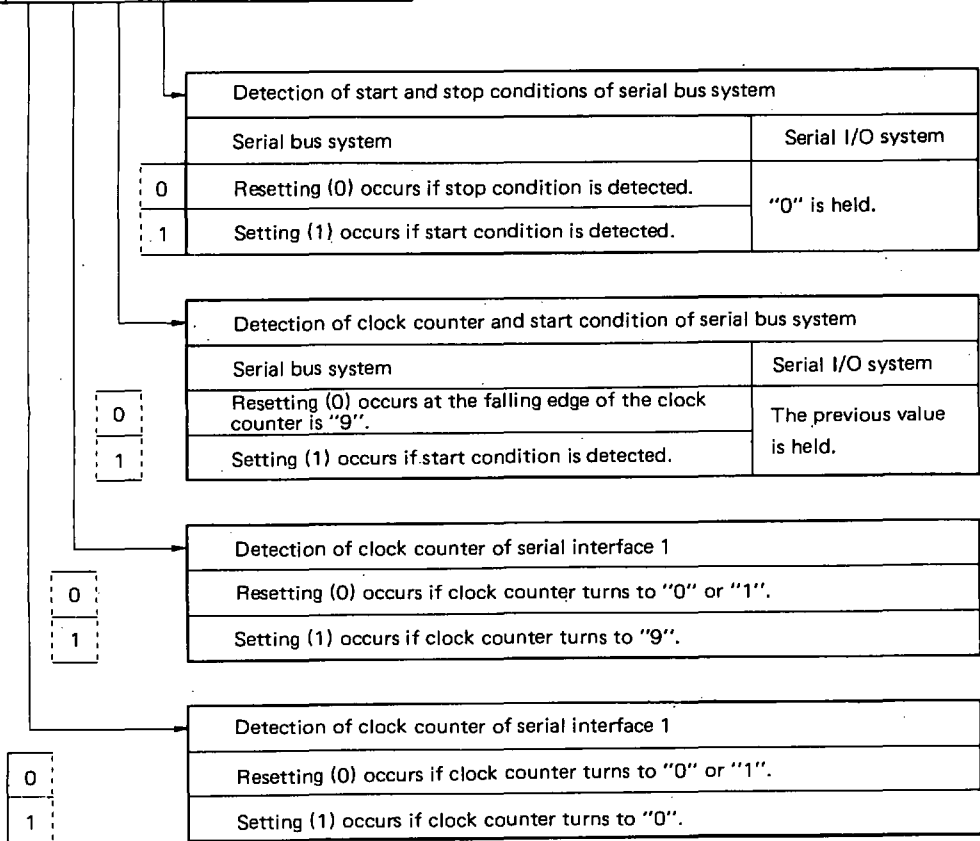 Detection of start and stop conditions of serial bus system
Serial bus system
Serial I/O system
0
Resetting (0) occurs if stop condition is detected.
"0" is held.
1
Setting (1) occurs if start condition is detected.
Detection of clock counter and start condition of serial bus system
Serial bus system
Serial I/O system
0
Resetting (0) occurs at the falling edge of the clock
counter is "9".
The previous value
is held.
1
Setting (1) occurs if start condition is detected.
Detection of clock counter of serial interface 1
0
Resetting (0) occurs if clock counter turns to "0" or "1".
1
Setting (1) occurs if clock counter turns to "9".
Detection of clock counter of serial interface 1
0
Resetting (0) occurs if clock counter turns to "0" or "1".
1
Setting (1) occurs if clock counter turns to "0".